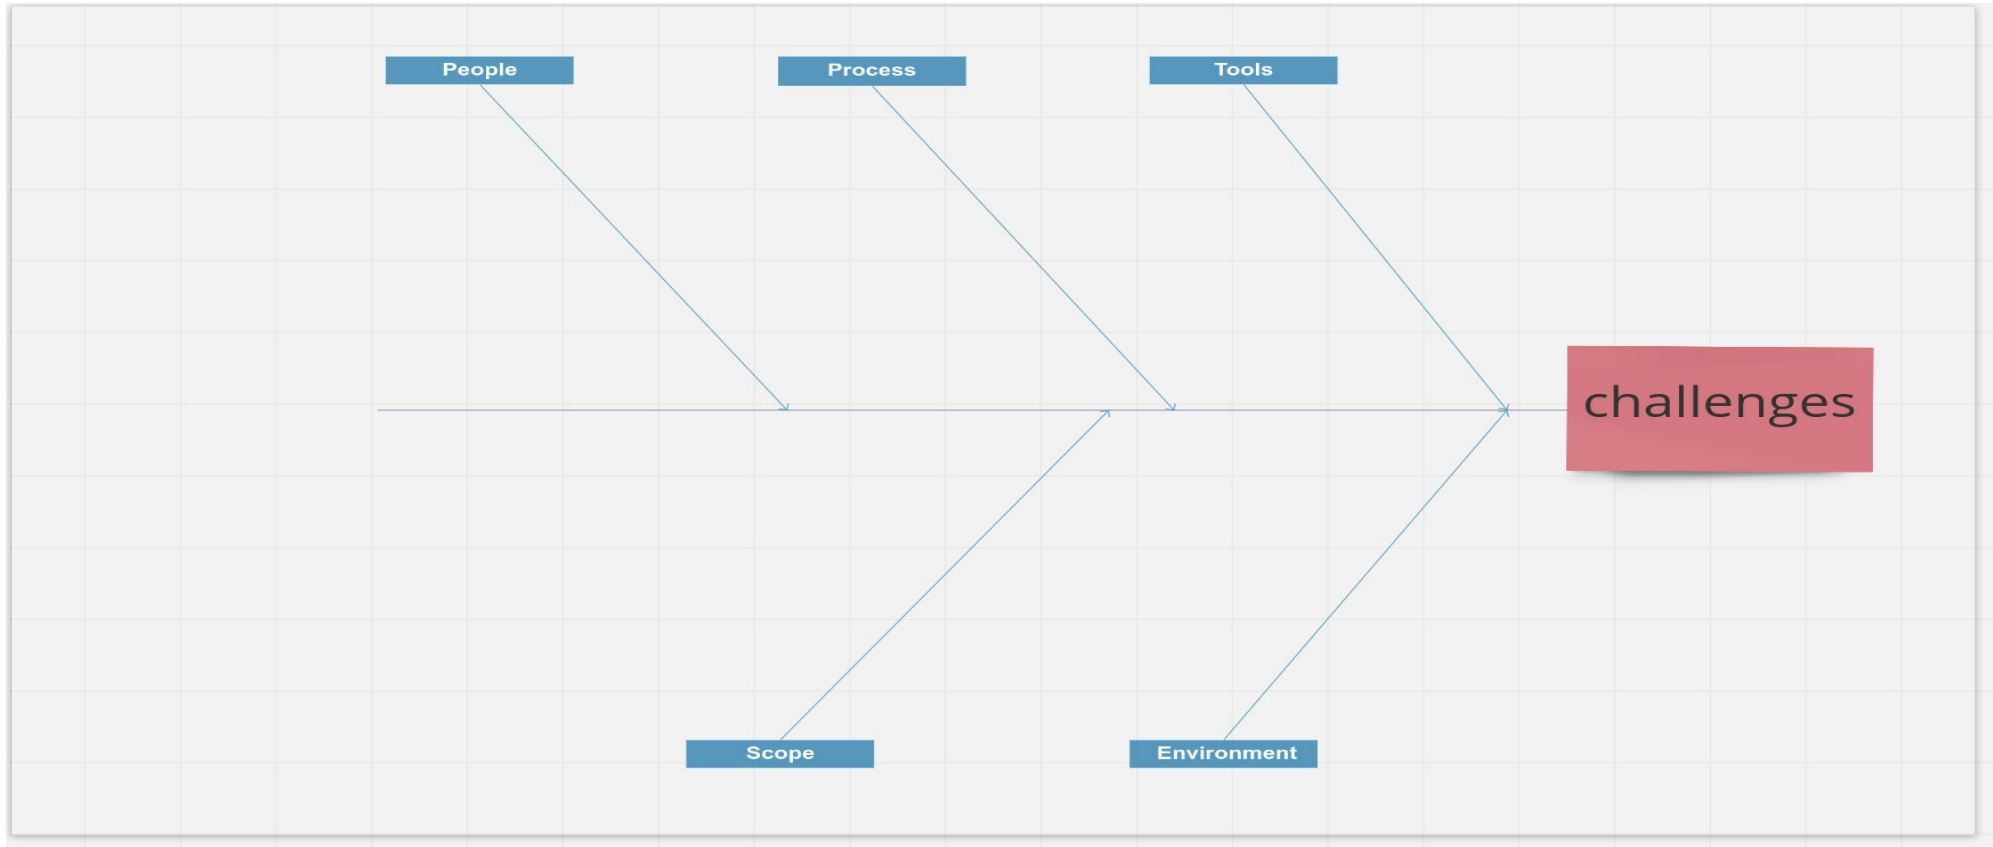 People
Process
Tools
challenges
Scope
Environment